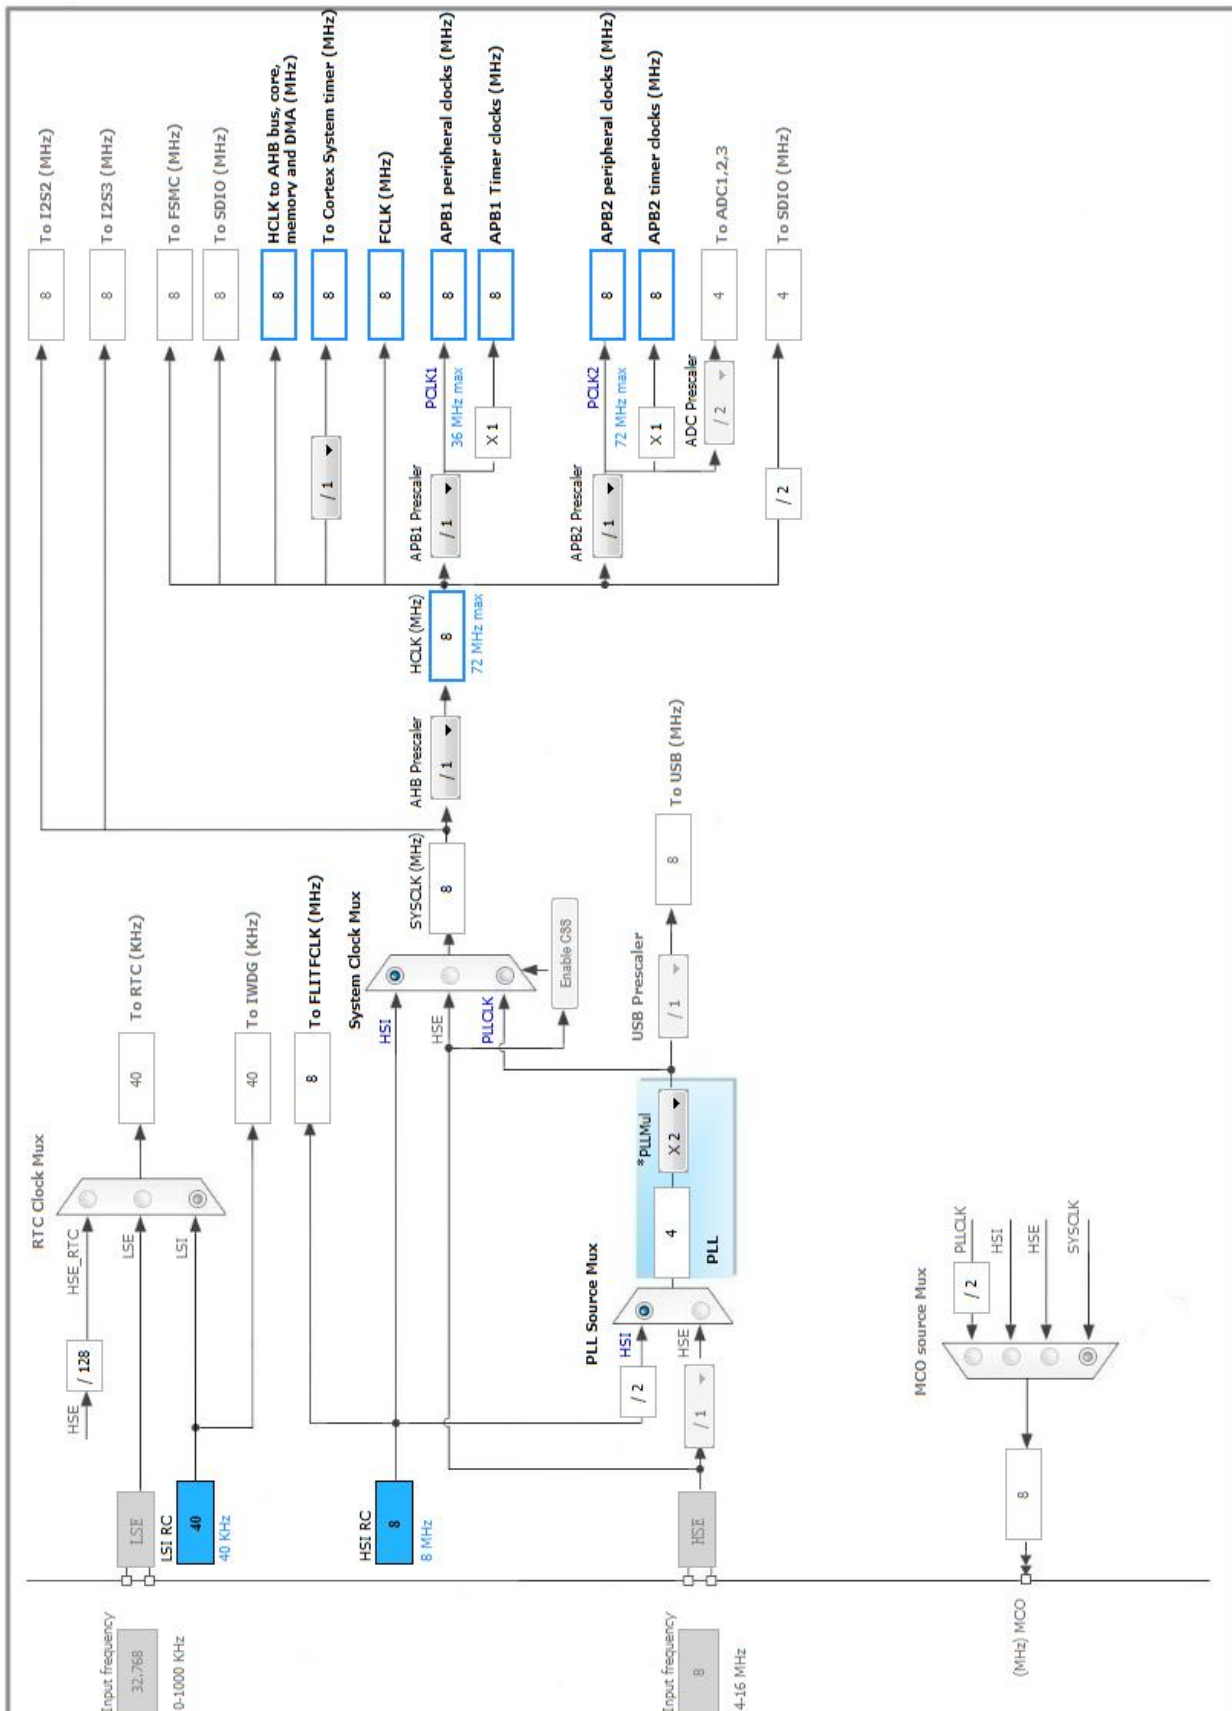 Input frequency
32.768
0-1000 KHz
LSE
LSI RC
40
40 KHz
HSE
/ 128
HSE_RTC
LSE
LSI
RTC Clock Mux
40
To RTC (KHz)
40
To IWDG (KHz)
8
To FLITFCLK (MHz)
HSI RC
8
8 MHz
System Clock Mux
HSI
HSE
PLLCLK
Enable CSS
SYSCLK (MHz)
8
AHB Prescaler
/ 1
HCLK (MHz)
8
72 MHz max
8
To I2S2 (MHz)
8
To I2S3 (MHz)
8
To FSMC (MHz)
8
To SDIO (MHz)
8
HCLK to AHB bus, core,
memory and DMA (MHz)
/ 1
8
To Cortex System timer (MHz)
8
FCLK (MHz)
APB1 Prescaler
/ 1
PCLK1
36 MHz max
8
APB1 peripheral clocks (MHz)
X 1
8
APB1 Timer clocks (MHz)
APB2 Prescaler
/ 1
PCLK2
72 MHz max
8
APB2 peripheral clocks (MHz)
X 1
8
APB2 timer clocks (MHz)
ADC Prescaler
/ 2
4
To ADC1,2,3
/ 2
4
To SDIO (MHz)
Input frequency
8
4-16 MHz
HSE
/ 2
/ 1
PLL Source Mux
HSI
HSE
4
*PLLMul
X 2
PLL
USB Prescaler
/ 1
8
To USB (MHz)
(MHz) MCO
8
MCO source Mux
/ 2
PLLCLK
HSI
HSE
SYSCLK